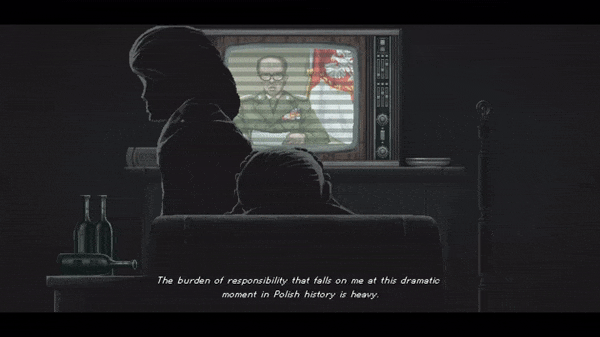 The burden of responsibility that falls on me at this dramatic
moment in Polish history is heavy.